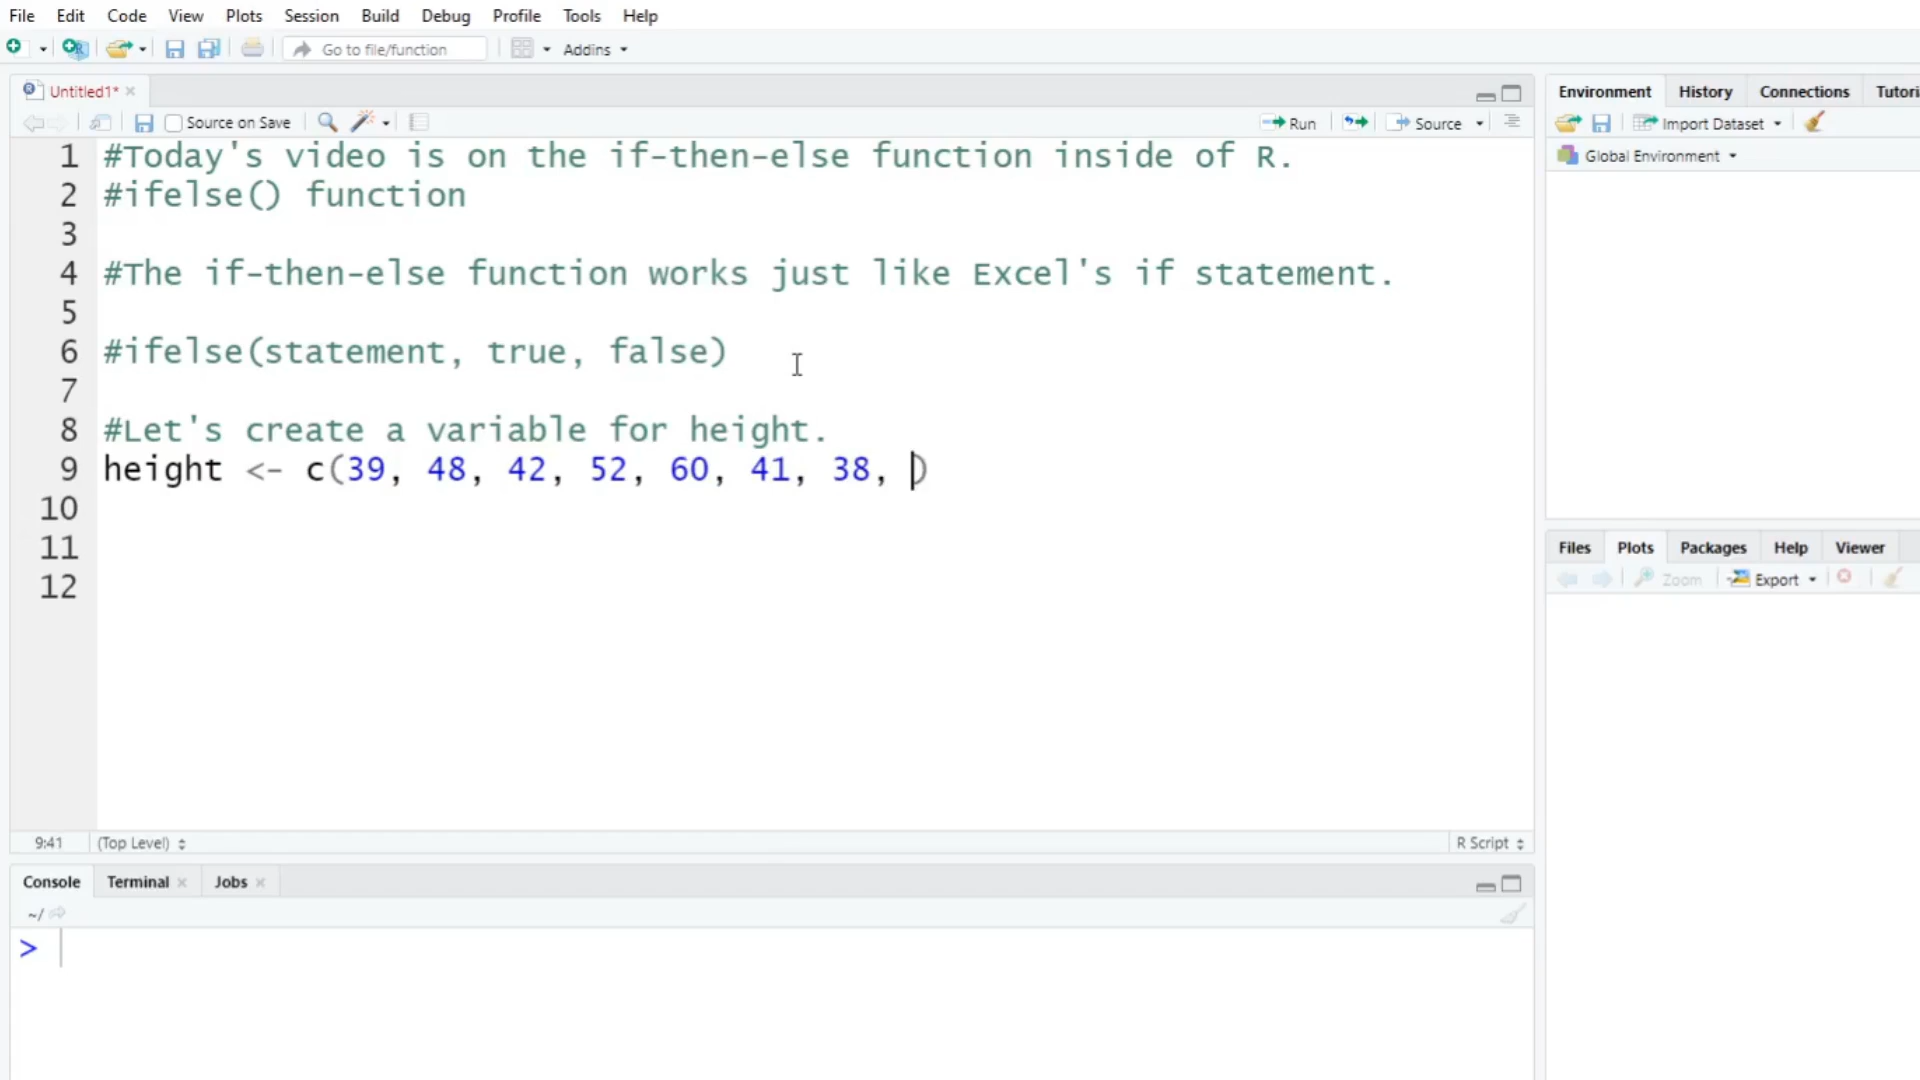 File Edit Code View Plots Session Build Debug Profile Tools Help
Go to file/function Addins
Untitled1*
Source on Save Run Source
1 #Today's video is on the if-then-else function inside of R.
2 #ifelse() function
3
4 #The if-then-else function works just like Excel's if statement.
5
6 #ifelse(statement, true, false)
7
8 #Let's create a variable for height.
9 height <- c(39, 48, 42, 52, 60, 41, 38, )
10
11
12
9:41 (Top Level) R Script
Console Terminal Jobs
~/
>
Environment History Connections Tutori
Import Dataset
Global Environment
Files Plots Packages Help Viewer
Zoom Export